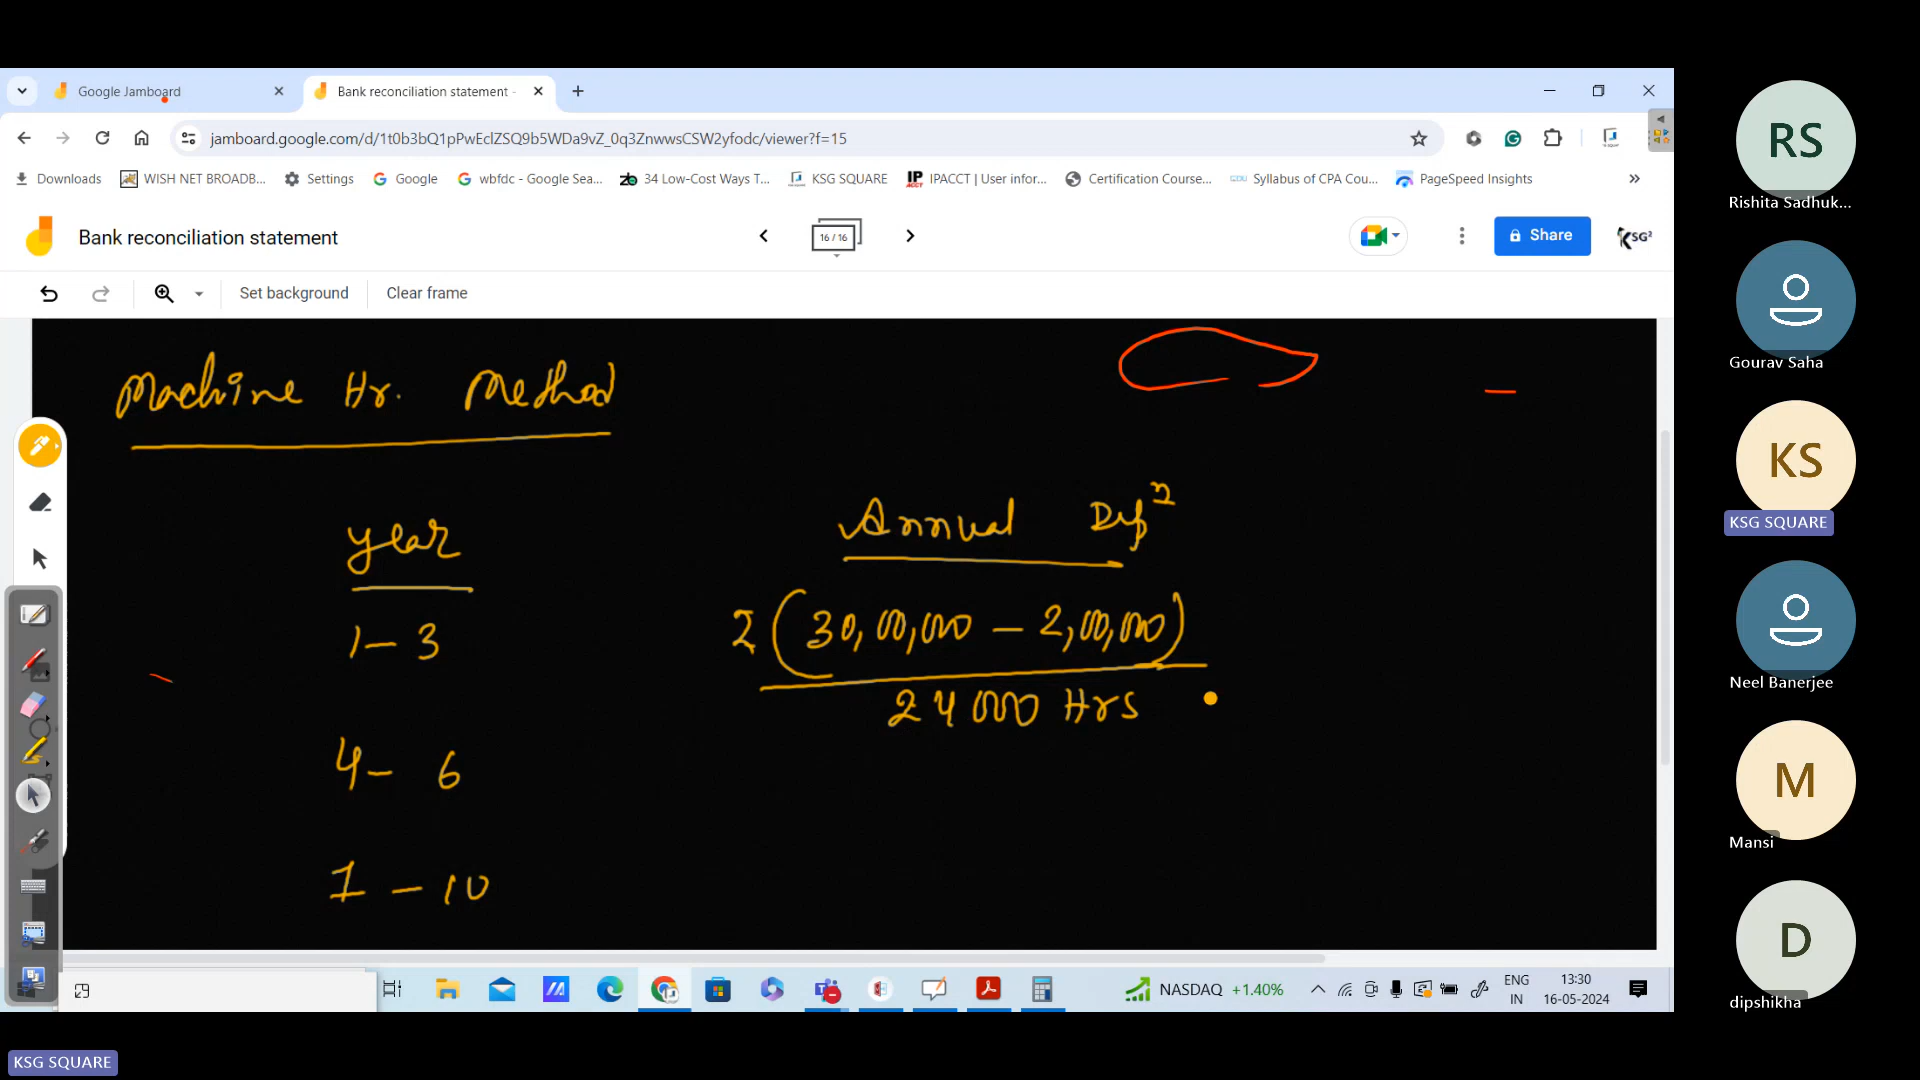 Google Jamboard
Bank reconciliation statement -
jamboard.google.com/d/1t0b3bQ1pPwEclZSQ9b5WDa9vZ_0q3ZnwwsCSW2yfodc/viewer?f=15
Downloads WISH NET BROADB... Settings Google wbfdc - Google Sea... 34 Low-Cost Ways T... KSG SQUARE IPACCT | User infor... Certification Course... Syllabus of CPA Cou... PageSpeed Insights »
Bank reconciliation statement
16 / 16
Share
KSG²
Set background Clear frame
Machine Hr. Method
year Annual Depⁿ
1 - 3 2 (30,00,000 - 2,00,000)
24000 Hrs
4 - 6
7 - 10
NASDAQ +1.40%
ENG
IN
13:30
16-05-2024
RS
Rishita Sadhuk...
Gourav Saha
KS
KSG SQUARE
Neel Banerjee
M
Mansi
D
dipshikha
KSG SQUARE